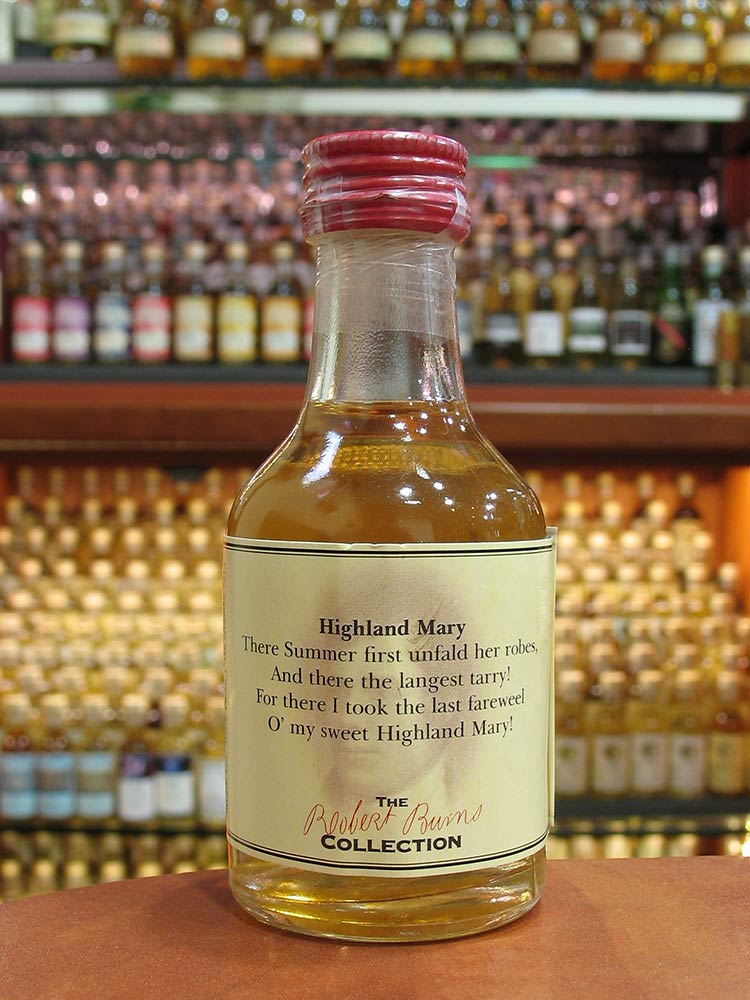 Highland Mary
There Summer first unfald her robes,
And there the langest tarry!
For there I took the last fareweel
O' my sweet Highland Mary!
THE
Robert Burns
COLLECTION